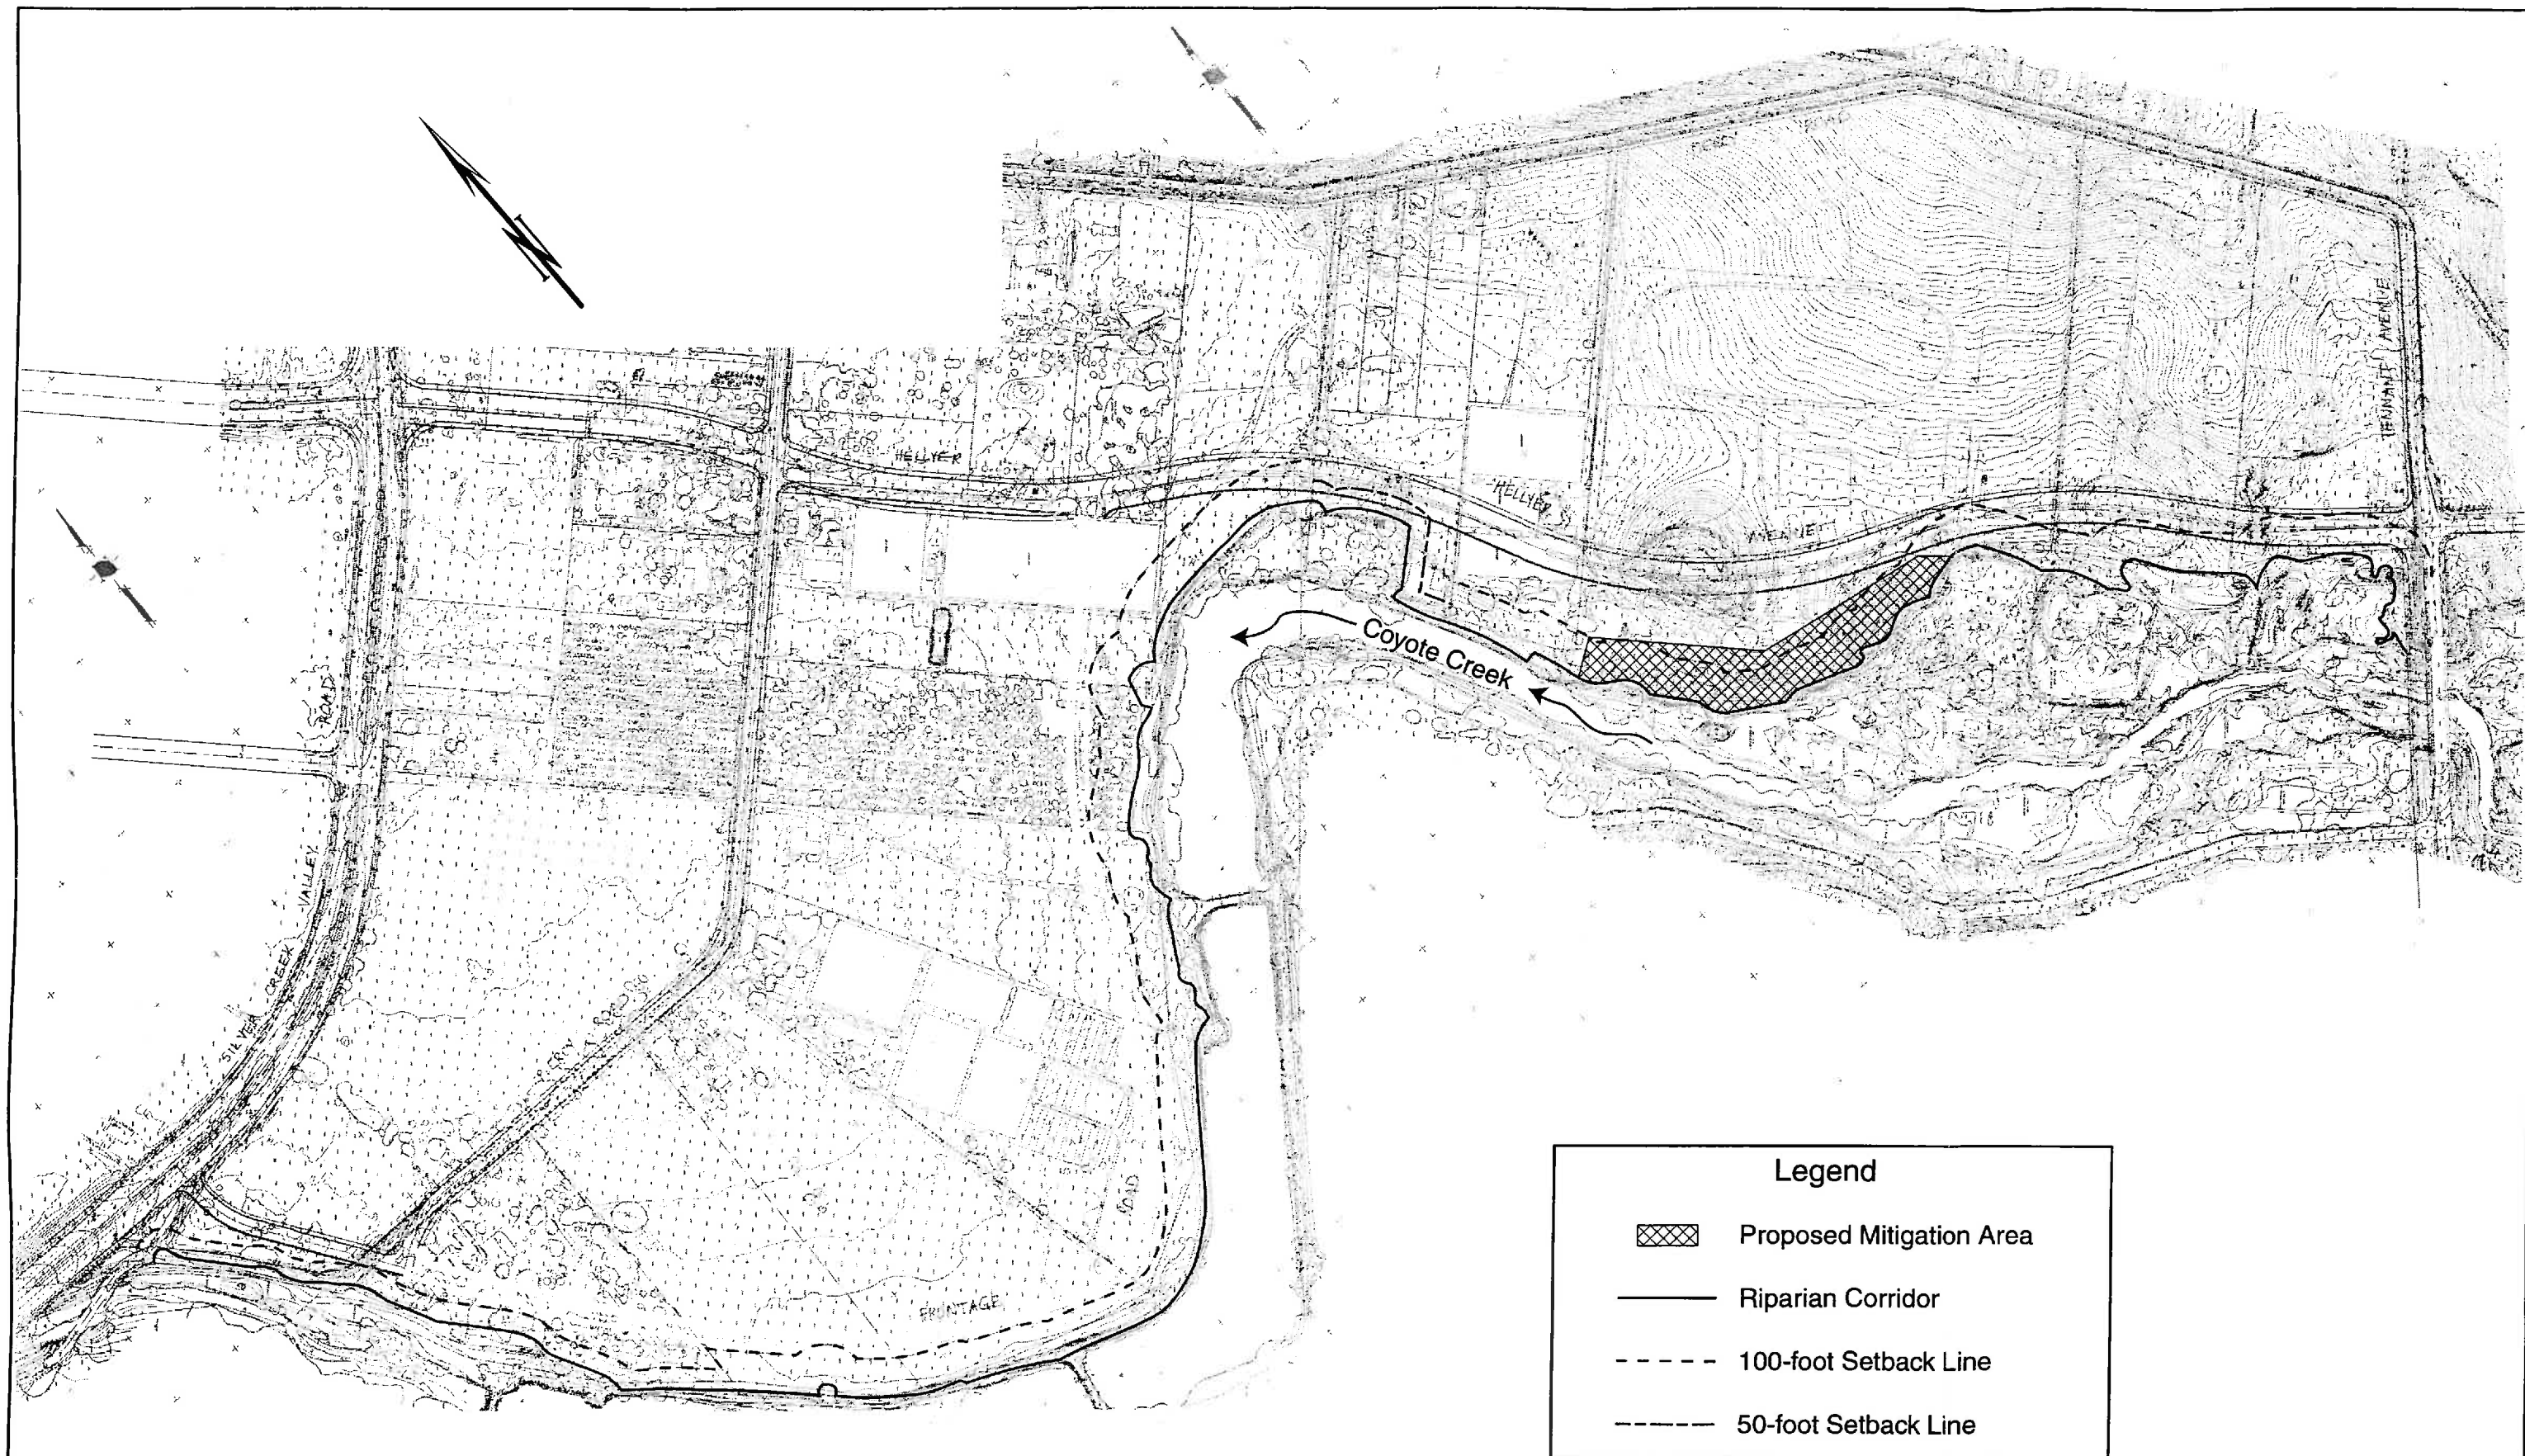 N
TENNANT AVENUE
HELLYER
HELLYER
AVENUE
Coyote Creek
ROAD
VALLEY
CREEK
SILVER
ROAD
FRONTAGE
Legend
Proposed Mitigation Area
Riparian Corridor
100-foot Setback Line
50-foot Setback Line